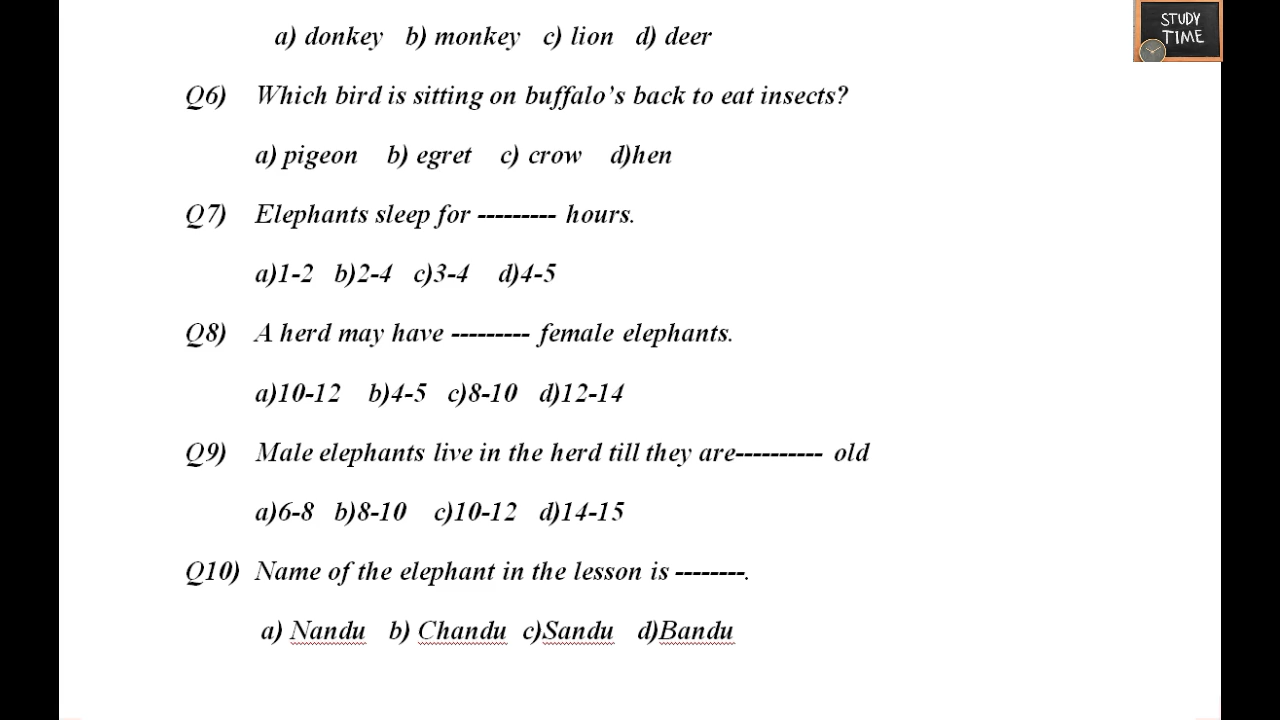 STUDY
TIME
a) donkey b) monkey c) lion d) deer
Q6) Which bird is sitting on buffalo's back to eat insects?
a) pigeon b) egret c) crow d)hen
Q7) Elephants sleep for --------- hours.
a)1-2 b)2-4 c)3-4 d)4-5
Q8) A herd may have --------- female elephants.
a)10-12 b)4-5 c)8-10 d)12-14
Q9) Male elephants live in the herd till they are---------- old
a)6-8 b)8-10 c)10-12 d)14-15
Q10) Name of the elephant in the lesson is --------.
a) Nandu b) Chandu c)Sandu d)Bandu